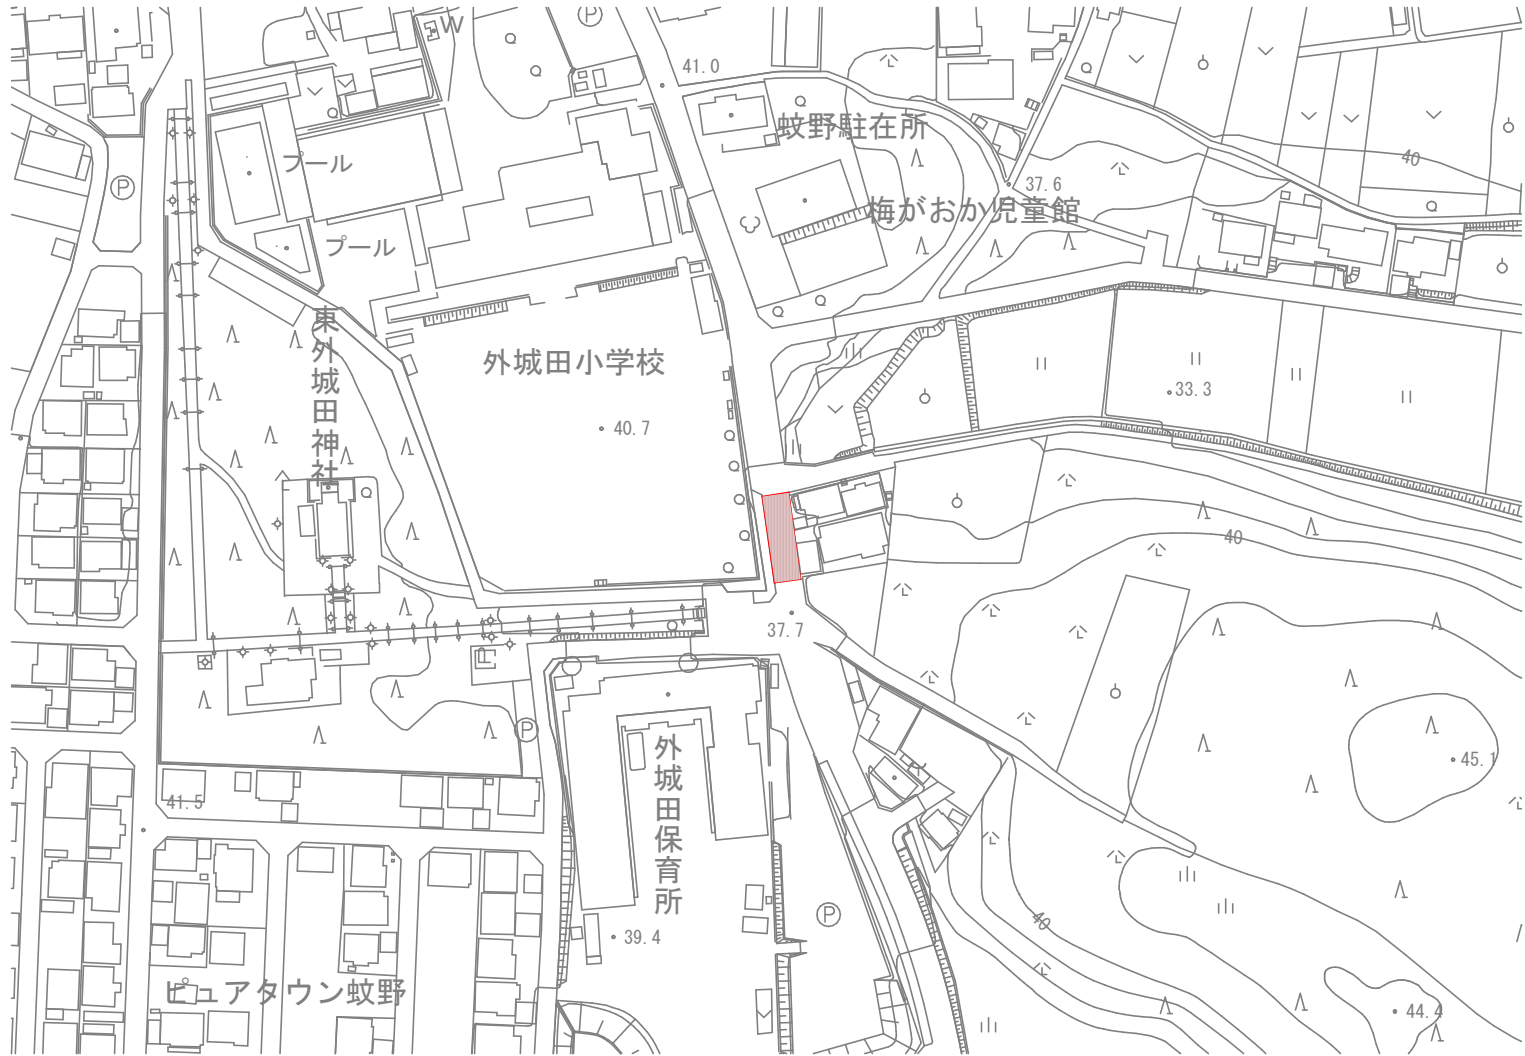 W
P
41.0
蚊野駐在所
プール
P
40
37.6
梅がおか児童館
プール
東外城田神社
外城田小学校
33.3
40.7
40
37.7
P
外城田保育所
45.1
41.5
P
40
39.4
ピュアタウン蚊野
44.4